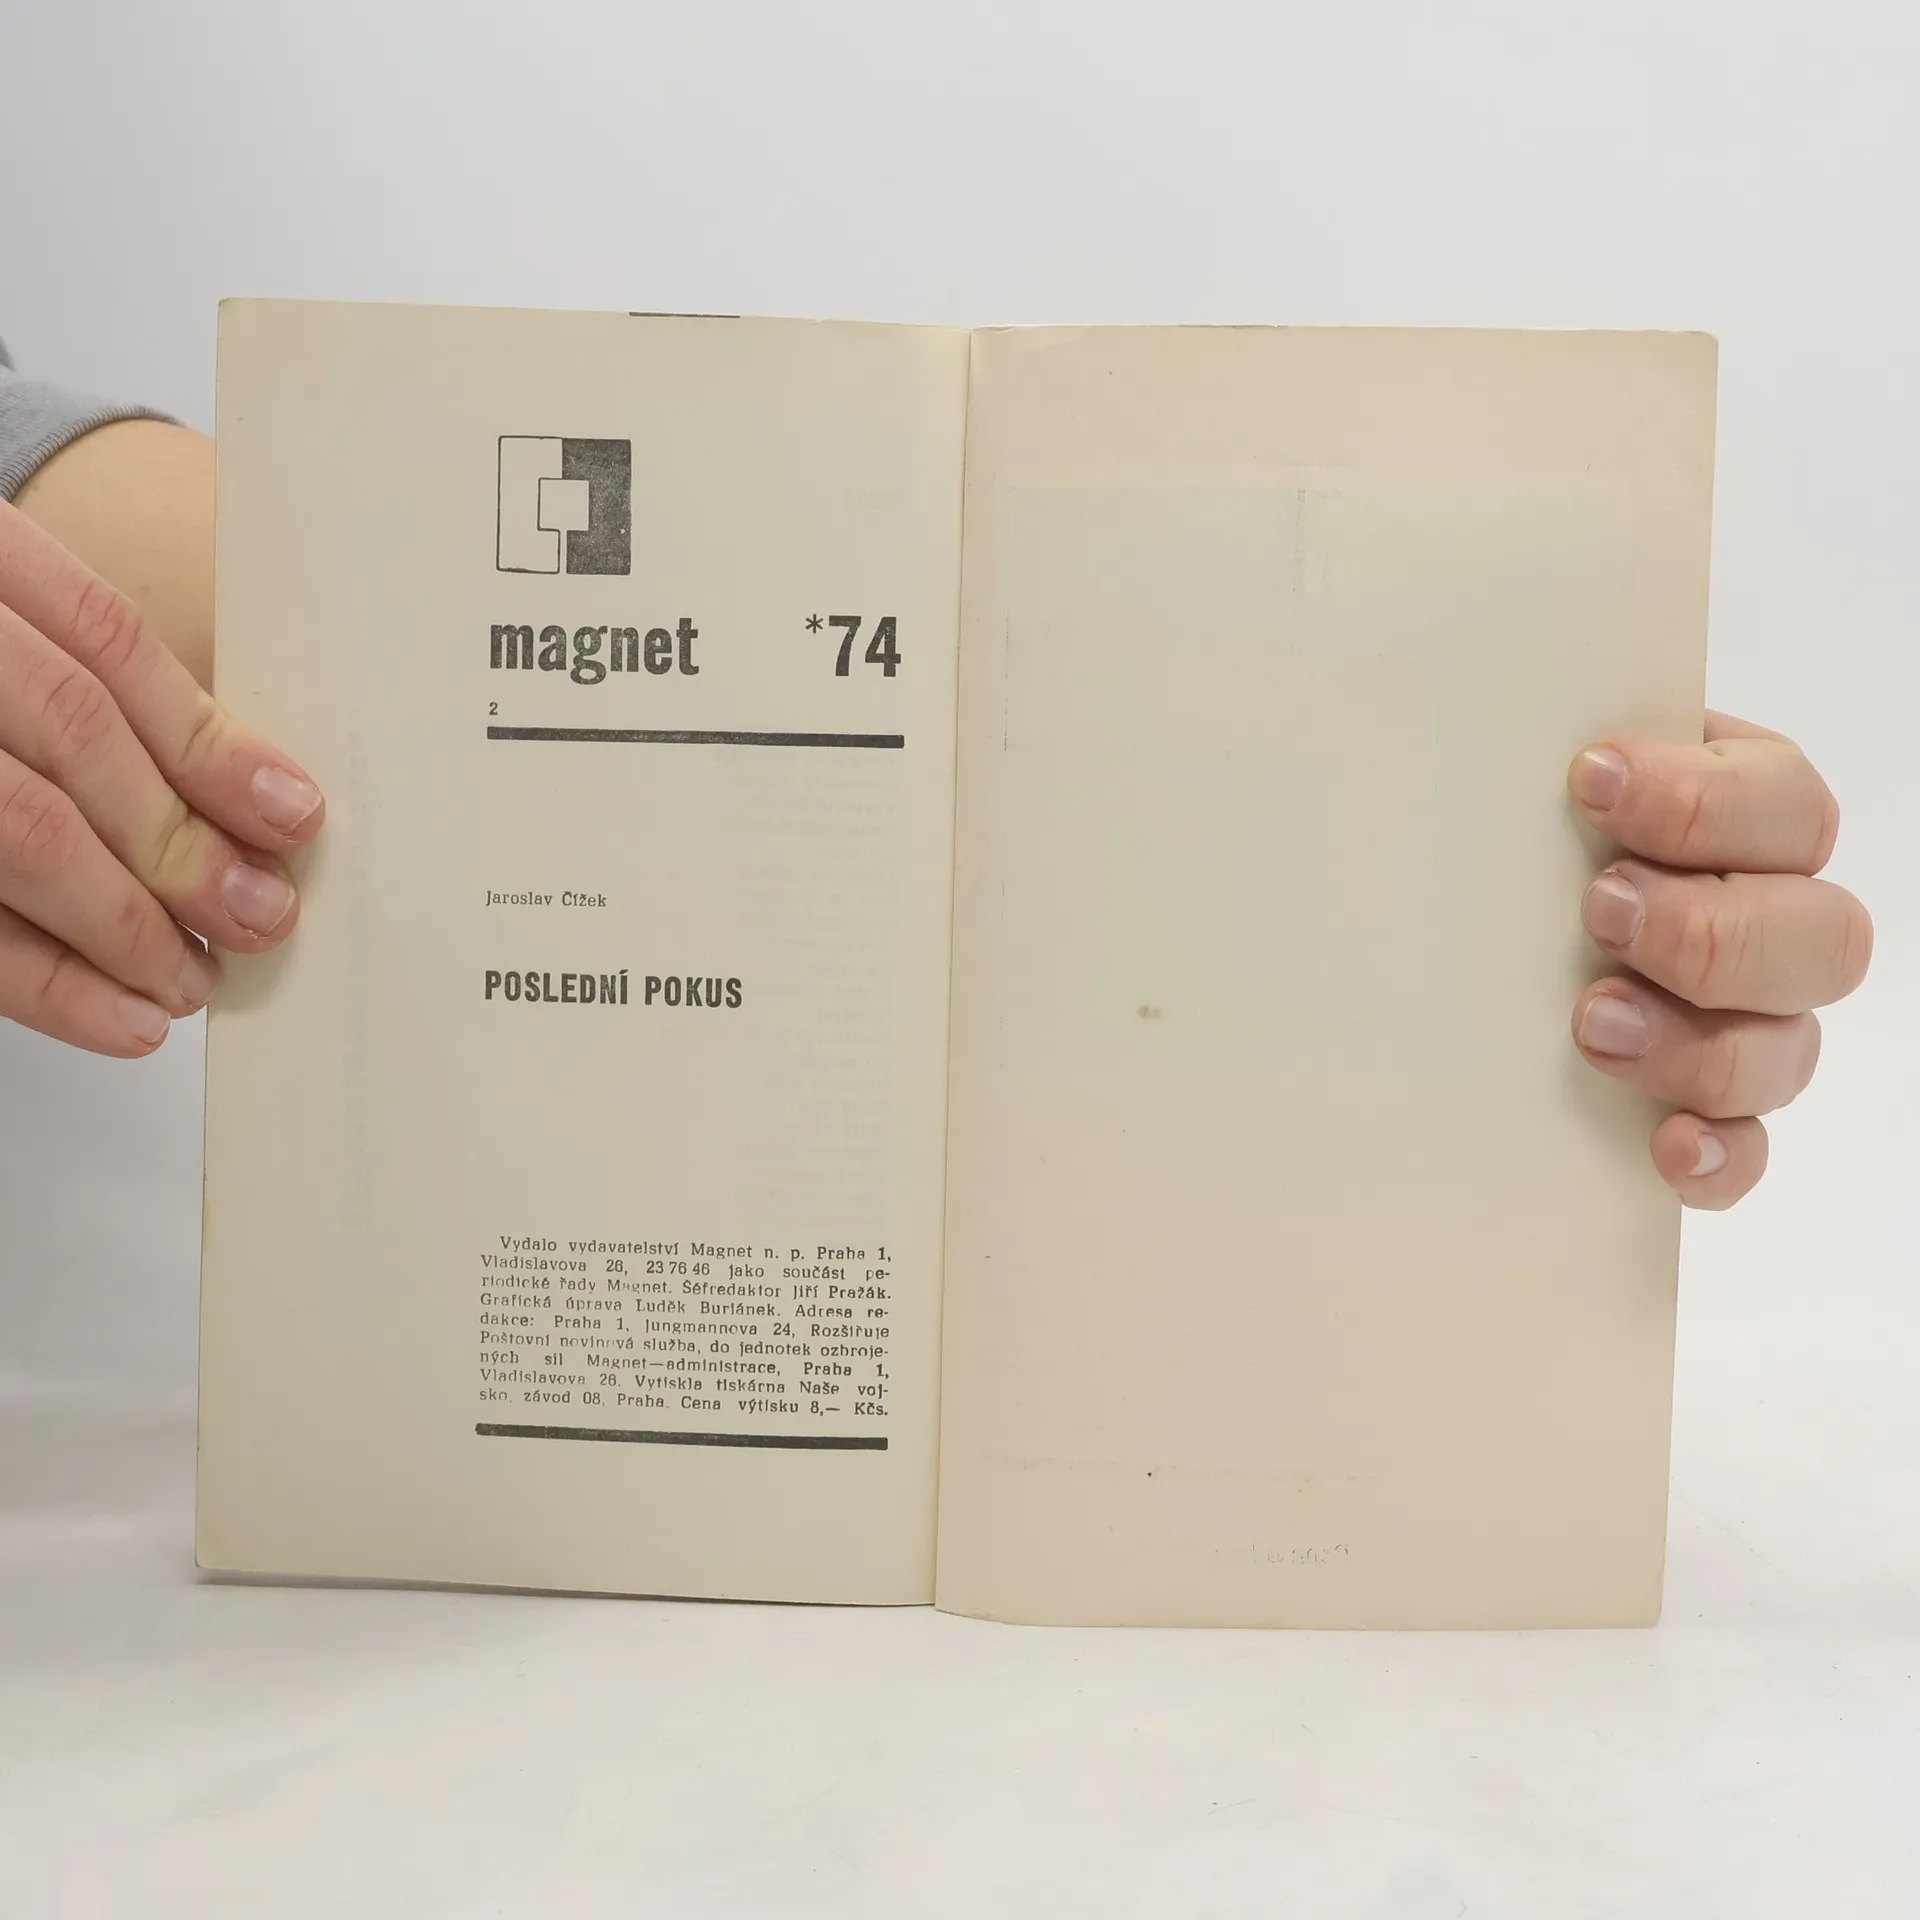 magnet *74
2
Jaroslav Čížek
POSLEDNÍ POKUS
Vydalo vydavatelství Magnet n. p. Praha 1,
Vladislavova 26, 23 76 46 jako součást pe-
riodické řady Magnet. Šéfredaktor Jiří Pražák.
Grafická úprava Luděk Buriánek. Adresa re-
dakce: Praha 1, Jungmannova 24, Rozšiřuje
Poštovní novinová služba, do jednotek ozbroje-
ných sil Magnet—administrace, Praha 1,
Vladislavova 26. Vytiskla tiskárna Naše voj-
sko, závod 08, Praha. Cena výtisku 8,— Kčs.